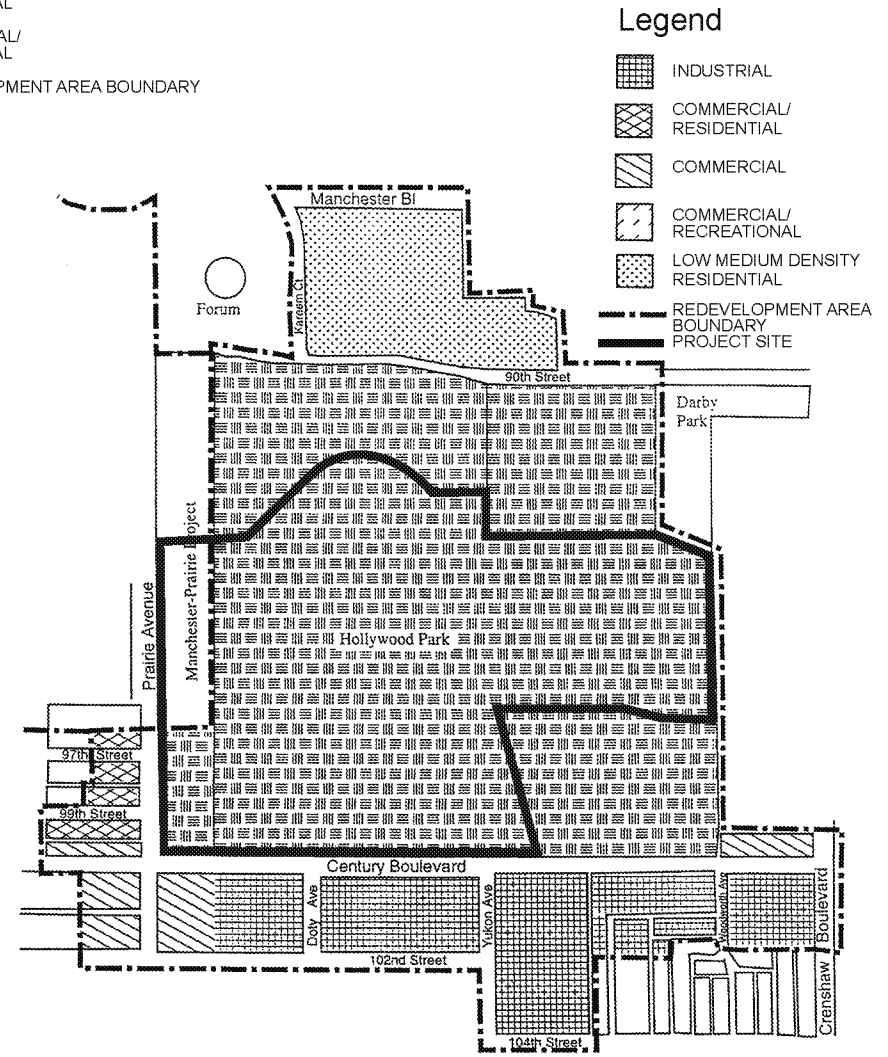 AL
AL/
AL
PMENT AREA BOUNDARY
Legend
INDUSTRIAL
COMMERCIAL/
RESIDENTIAL
COMMERCIAL
COMMERCIAL/
RECREATIONAL
LOW MEDIUM DENSITY
RESIDENTIAL
REDEVELOPMENT AREA
BOUNDARY
PROJECT SITE
Manchester Bl
Kareem Ct
Forum
90th Street
Darby
Park
Manchester-Prairie Project
Prairie Avenue
Hollywood Park
97th Street
99th Street
Century Boulevard
Doty Ave
Yukon Ave
Woodworth Ave
Crenshaw Boulevard
102nd Street
104th Street